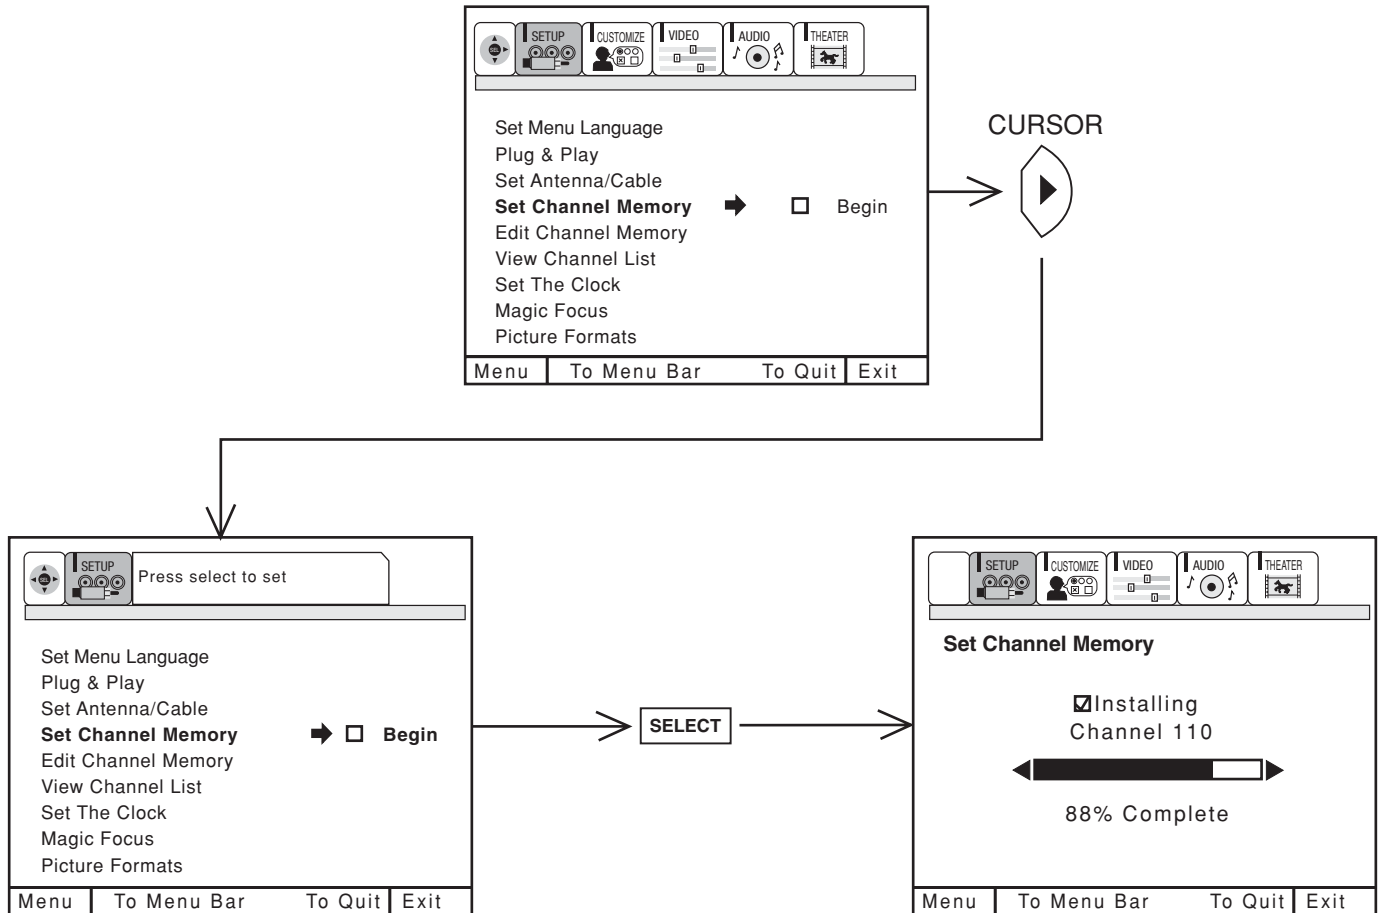 SEL SETUP CUSTOMIZE VIDEO AUDIO THEATER
Set Menu Language
Plug & Play
Set Antenna/Cable
Set Channel Memory Begin
Edit Channel Memory
View Channel List
Set The Clock
Magic Focus
Picture Formats
Menu To Menu Bar To Quit Exit
CURSOR
SEL SETUP Press select to set
Set Menu Language
Plug & Play
Set Antenna/Cable
Set Channel Memory Begin
Edit Channel Memory
View Channel List
Set The Clock
Magic Focus
Picture Formats
Menu To Menu Bar To Quit Exit
SELECT
SETUP CUSTOMIZE VIDEO AUDIO THEATER
Set Channel Memory
Installing
Channel 110
88% Complete
Menu To Menu Bar To Quit Exit